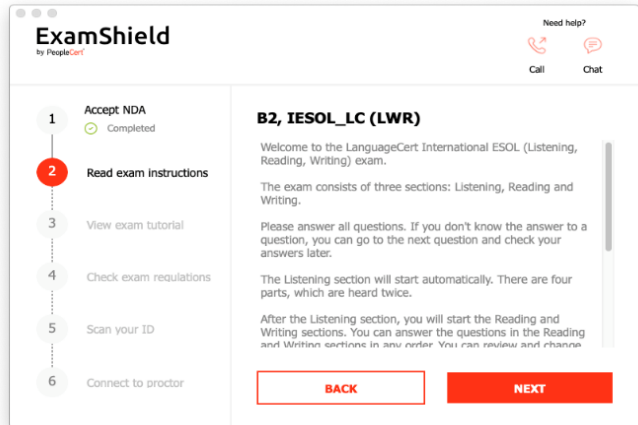 ExamShield
by PeopleCert
Need help?
Call
Chat
1
Accept NDA
Completed
2
Read exam instructions
3
View exam tutorial
4
Check exam regulations
5
Scan your ID
6
Connect to proctor
B2, IESOL_LC (LWR)
Welcome to the LanguageCert International ESOL (Listening,
Reading, Writing) exam.
The exam consists of three sections: Listening, Reading and
Writing.
Please answer all questions. If you don't know the answer to a
question, you can go to the next question and check your
answers later.
The Listening section will start automatically. There are four
parts, which are heard twice.
After the Listening section, you will start the Reading and
Writing sections. You can answer the questions in the Reading
and Writing sections in any order. You can review and change
BACK
NEXT